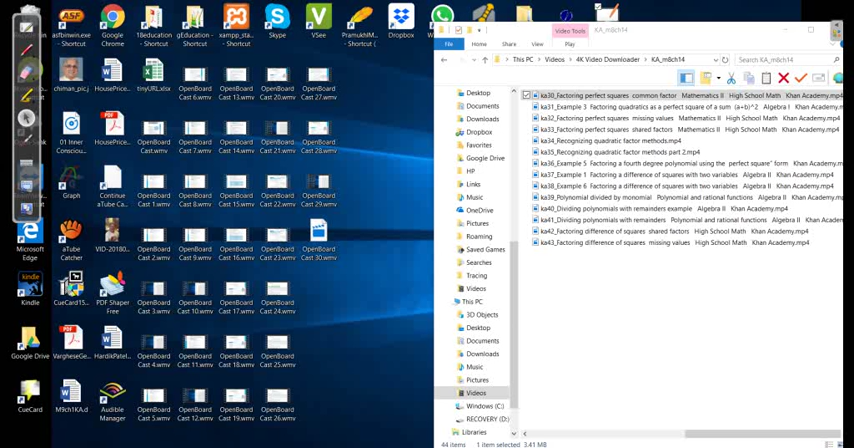 asfbinwin.exe - Shortcut
Google Chrome
18education - Shortcut
gEducation - Shortcut
xampp_sta... - Shortcut
Skype
VSee
PramukhM... - Shortcut (
Dropbox
chiman_pic.j
HousePrice...
tinyURL.xlsx
OpenBoard Cast 6.wmv
OpenBoard Cast 13.wmv
OpenBoard Cast 20.wmv
OpenBoard Cast 27.wmv
01 Inner Consciou...
HousePrice...
OpenBoard Cast.wmv
OpenBoard Cast 7.wmv
OpenBoard Cast 14.wmv
OpenBoard Cast 21.wmv
OpenBoard Cast 28.wmv
Graph
Continue aTube Ca...
OpenBoard Cast 1.wmv
OpenBoard Cast 8.wmv
OpenBoard Cast 15.wmv
OpenBoard Cast 22.wmv
OpenBoard Cast 29.wmv
Microsoft Edge
aTube Catcher
VID-20180...
OpenBoard Cast 2.wmv
OpenBoard Cast 9.wmv
OpenBoard Cast 16.wmv
OpenBoard Cast 23.wmv
OpenBoard Cast 30.wmv
Kindle
CueCard15...
PDF Shaper Free
OpenBoard Cast 3.wmv
OpenBoard Cast 10.wmv
OpenBoard Cast 17.wmv
OpenBoard Cast 24.wmv
Google Drive
VargheseGe...
HardikPatel...
OpenBoard Cast 4.wmv
OpenBoard Cast 11.wmv
OpenBoard Cast 18.wmv
OpenBoard Cast 25.wmv
CueCard
M9ch1KA.d
Audible Manager
OpenBoard Cast 5.wmv
OpenBoard Cast 12.wmv
OpenBoard Cast 19.wmv
OpenBoard Cast 26.wmv
Video Tools KA_m8ch14
File Home Share View Play
This PC > Videos > 4K Video Downloader > KA_m8ch14 Search KA_m8ch14
Desktop
Documents
Downloads
Dropbox
Favorites
Google Drive
HP
Links
Music
OneDrive
Pictures
Roaming
Saved Games
Searches
Tracing
Videos
This PC
3D Objects
Desktop
Documents
Downloads
Music
Pictures
Videos
Windows (C:)
RECOVERY (D:)
Libraries
ka30_Factoring perfect squares common factor Mathematics II High School Math Khan Academy.mp4
ka31_Example 3 Factoring quadratics as a perfect square of a sum (a+b)^2 Algebra I Khan Academy.mp4
ka32_Factoring perfect squares missing values Mathematics II High School Math Khan Academy.mp4
ka33_Factoring perfect squares shared factors Mathematics II High School Math Khan Academy.mp4
ka34_Recognizing quadratic factor methods.mp4
ka35_Recognizing quadratic factor methods part 2.mp4
ka36_Example 5 Factoring a fourth degree polynomial using the perfect square" form Khan Academy.mp4
ka37_Example 1 Factoring a difference of squares with two variables Algebra II Khan Academy.mp4
ka38_Example 6 Factoring a difference of squares with two variables Algebra II Khan Academy.mp4
ka39_Polynomial divided by monomial Polynomial and rational functions Algebra II Khan Academy.mp4
ka40_Dividing polynomials with remainders example Algebra II Khan Academy.mp4
ka41_Dividing polynomials with remainders Polynomial and rational functions Algebra II Khan Academy.mp4
ka42_Factoring difference of squares shared factors High School Math Khan Academy.mp4
ka43_Factoring difference of squares missing values High School Math Khan Academy.mp4
44 items 1 item selected 3.41 MB